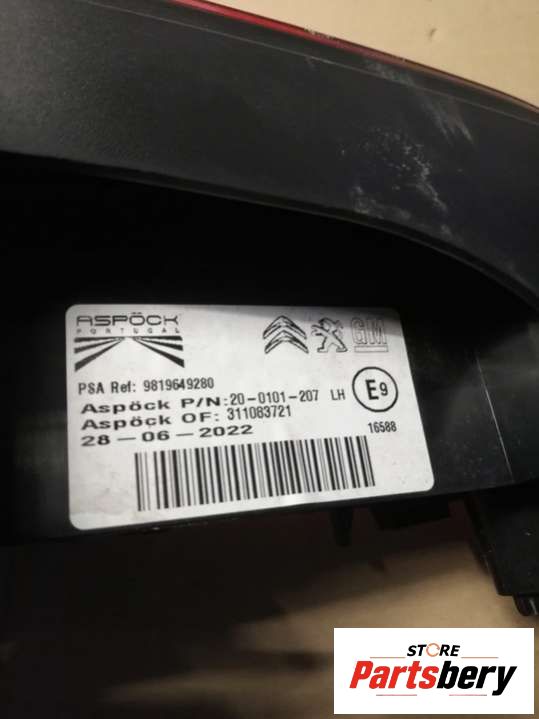 ASPÖCK
PORTUGAL
GM
PSA Ref: 9819649280
Aspöck P/N:20-0101-207 LH
E9
Aspöck OF: 311083721
28-06-2022
16588
STORE
Partsbery